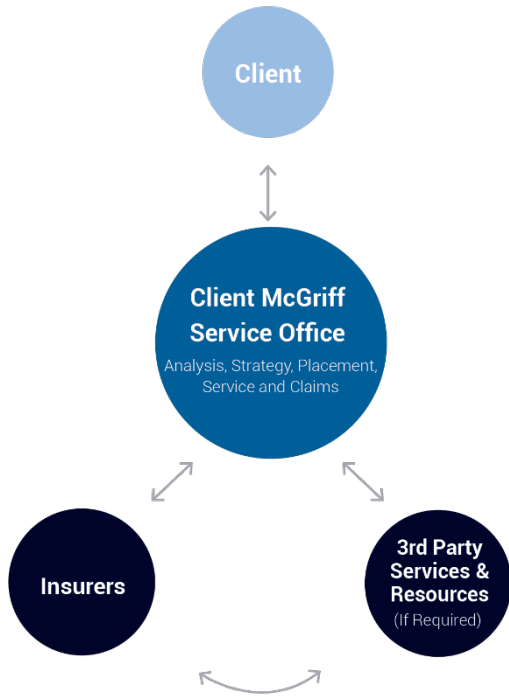 Client
Client McGriff
Service Office
Analysis, Strategy, Placement,
Service and Claims
Insurers
3rd Party
Services &
Resources
(If Required)